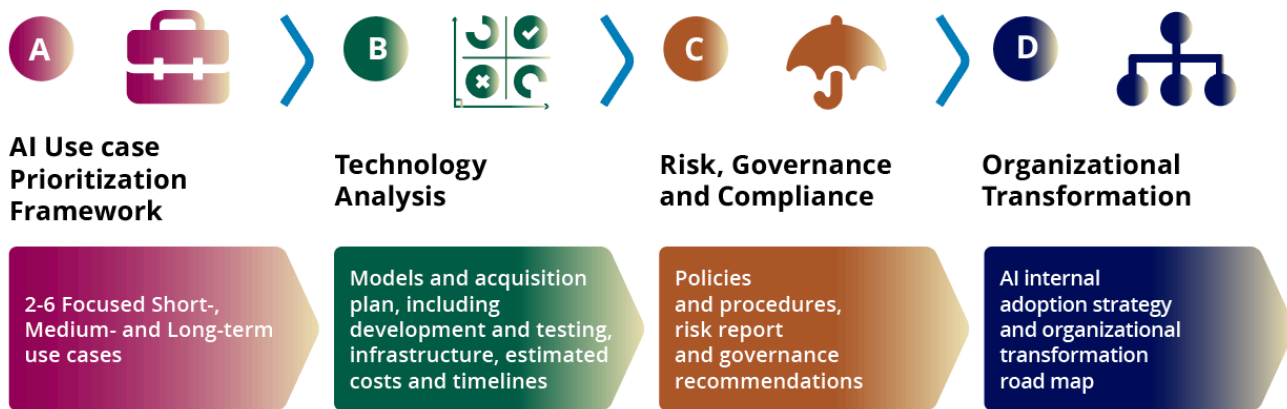 A
B
C
D
AI Use case
Prioritization
Framework
Technology
Analysis
Risk, Governance
and Compliance
Organizational
Transformation
2-6 Focused Short-,
Medium- and Long-term
use cases
Models and acquisition
plan, including
development and testing,
infrastructure, estimated
costs and timelines
Policies
and procedures,
risk report
and governance
recommendations
AI internal
adoption strategy
and organizational
transformation
road map